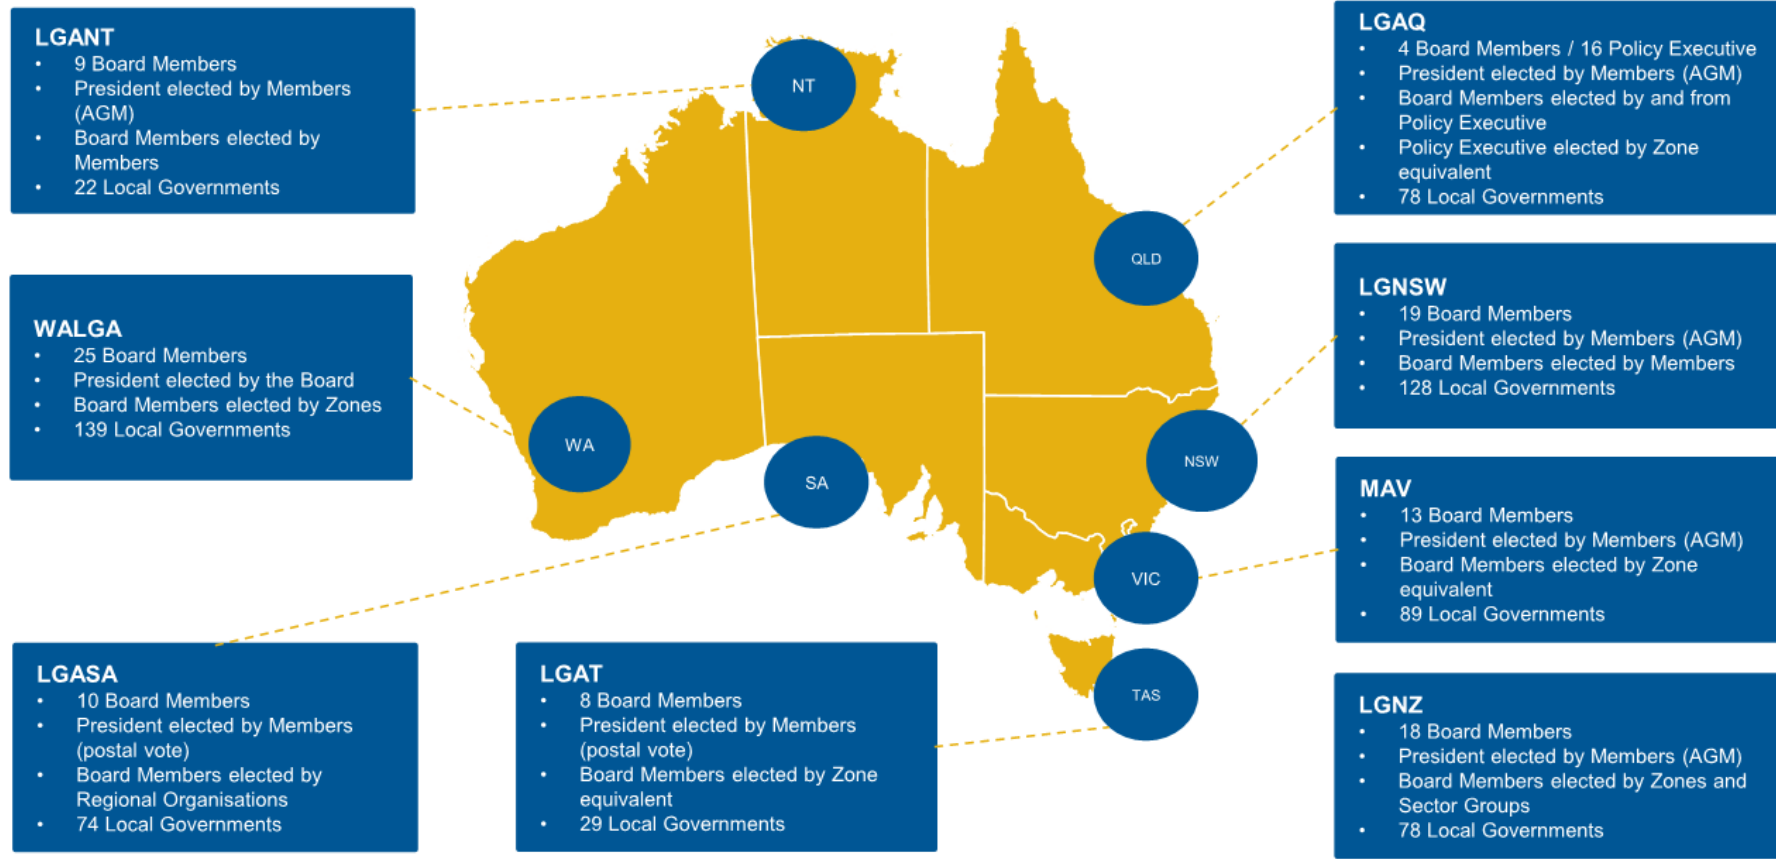 LGANT
• 9 Board Members
• President elected by Members
(AGM)
• Board Members elected by
Members
• 22 Local Governments
WALGA
• 25 Board Members
• President elected by the Board
• Board Members elected by Zones
• 139 Local Governments
LGASA
• 10 Board Members
• President elected by Members
(postal vote)
• Board Members elected by
Regional Organisations
• 74 Local Governments
LGAT
• 8 Board Members
• President elected by Members
(postal vote)
• Board Members elected by Zone
equivalent
• 29 Local Governments
NT
QLD
WA
SA
NSW
VIC
TAS
LGAQ
• 4 Board Members / 16 Policy Executive
• President elected by Members (AGM)
• Board Members elected by and from
Policy Executive
• Policy Executive elected by Zone
equivalent
• 78 Local Governments
LGNSW
• 19 Board Members
• President elected by Members (AGM)
• Board Members elected by Members
• 128 Local Governments
MAV
• 13 Board Members
• President elected by Members (AGM)
• Board Members elected by Zone
equivalent
• 89 Local Governments
LGNZ
• 18 Board Members
• President elected by Members (AGM)
• Board Members elected by Zones and
Sector Groups
• 78 Local Governments